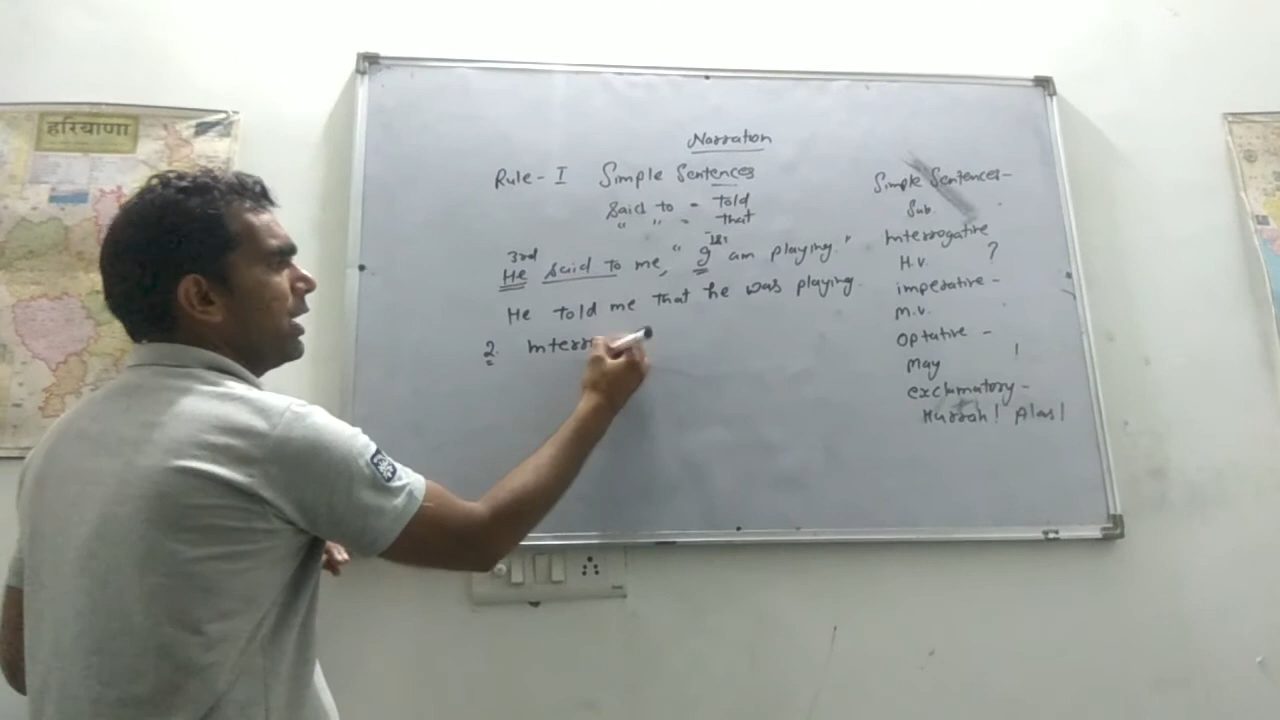 हरियाणा
Narration
Rule - I Simple Sentences
Said to = told
" " = that
3rd 1st
He said to me, "I am playing."
He told me that he was playing
2. Interr
Simple Sentences -
Sub.
Interrogative
H.V. ?
imperative -
M.V.
Optative -
May !
exclamatory -
Hurrah! Alas!